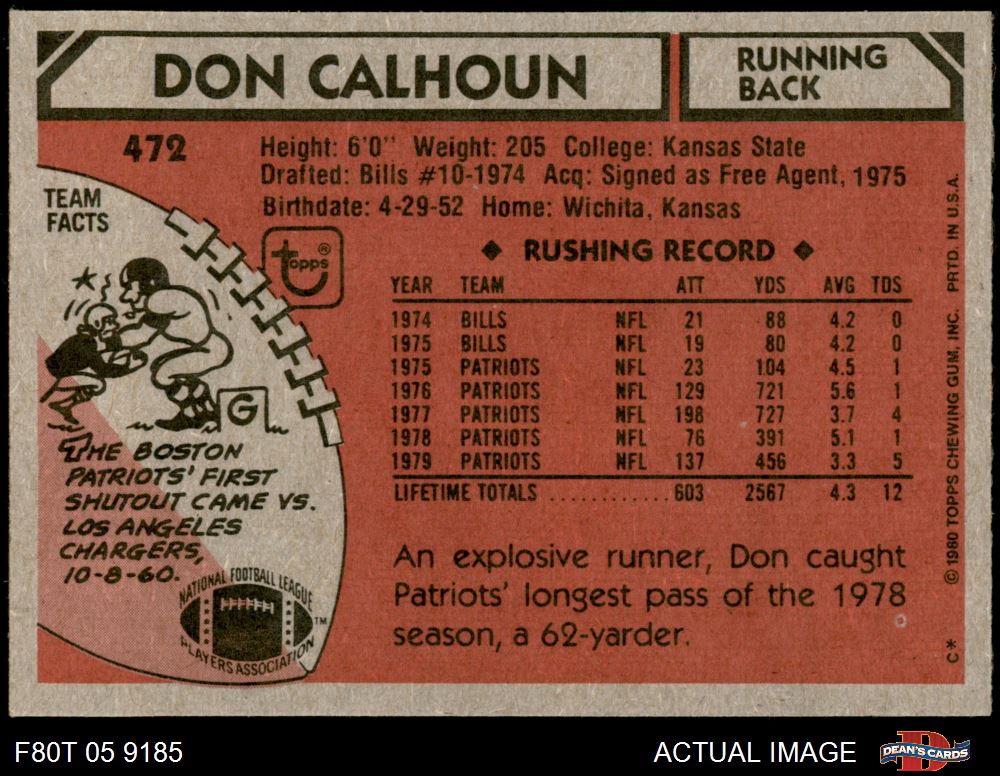 DON CALHOUN
RUNNING
BACK
472
Height: 6'0" Weight: 205 College: Kansas State
Drafted: Bills #10-1974 Acq: Signed as Free Agent, 1975
Birthdate: 4-29-52 Home: Wichita, Kansas
TEAM
FACTS
topps®
◆ RUSHING RECORD ◆
YEAR TEAM ATT YDS AVG TDS
1974 BILLS NFL 21 88 4.2 0
1975 BILLS NFL 19 80 4.2 0
1975 PATRIOTS NFL 23 104 4.5 1
1976 PATRIOTS NFL 129 721 5.6 1
1977 PATRIOTS NFL 198 727 3.7 4
1978 PATRIOTS NFL 76 391 5.1 1
1979 PATRIOTS NFL 137 456 3.3 5
LIFETIME TOTALS ............ 603 2567 4.3 12
G
THE BOSTON
PATRIOTS' FIRST
SHUTOUT CAME VS.
LOS ANGELES
CHARGERS,
10-8-60.
NATIONAL FOOTBALL LEAGUE
PLAYERS ASSOCIATION
TM
An explosive runner, Don caught
Patriots' longest pass of the 1978
season, a 62-yarder.
C* © 1980 TOPPS CHEWING GUM, INC. PRTD. IN U.S.A.
F80T 05 9185
ACTUAL IMAGE
D
DEAN'S CARDS